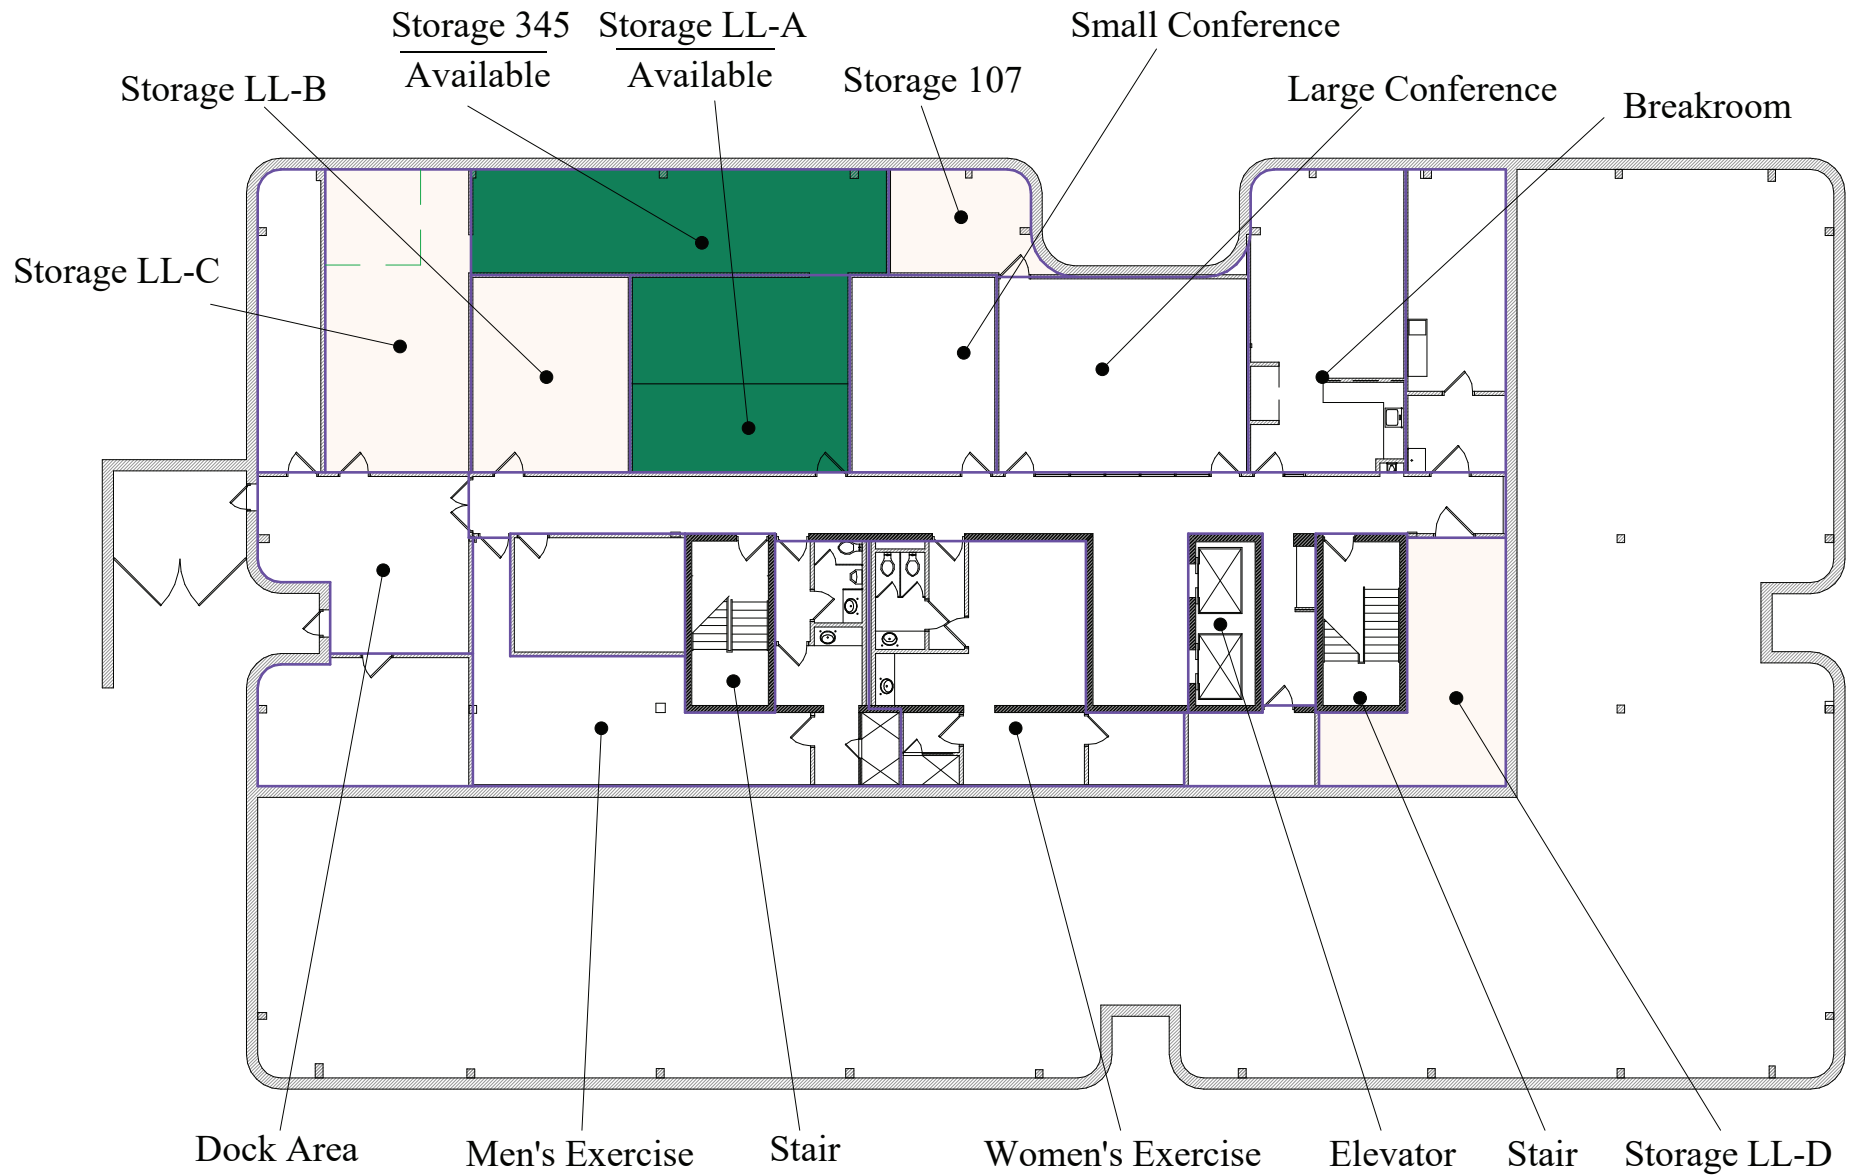 Storage 345
Available
Storage LL-A
Available
Small Conference
Storage LL-B
Storage 107
Large Conference
Breakroom
Storage LL-C
Dock Area
Men's Exercise
Stair
Women's Exercise
Elevator
Stair
Storage LL-D